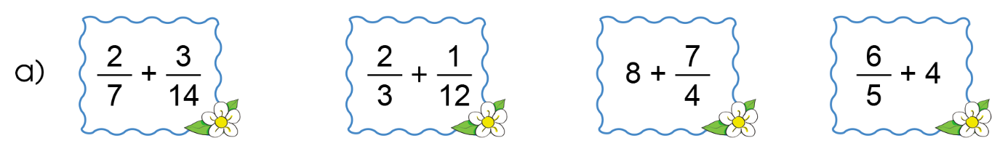 a) 2/7 + 3/14 2/3 + 1/12 8 + 7/4 6/5 + 4